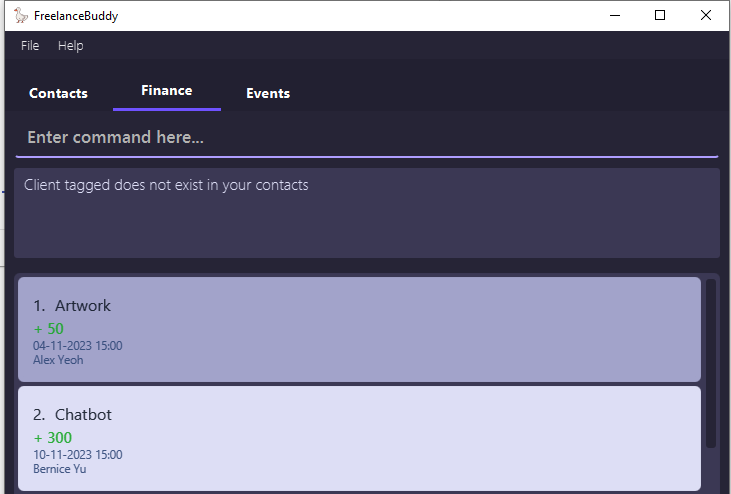 FreelanceBuddy
File Help
Contacts Finance Events
Enter command here...
Client tagged does not exist in your contacts
1. Artwork
+ 50
04-11-2023 15:00
Alex Yeoh
2. Chatbot
+ 300
10-11-2023 15:00
Bernice Yu